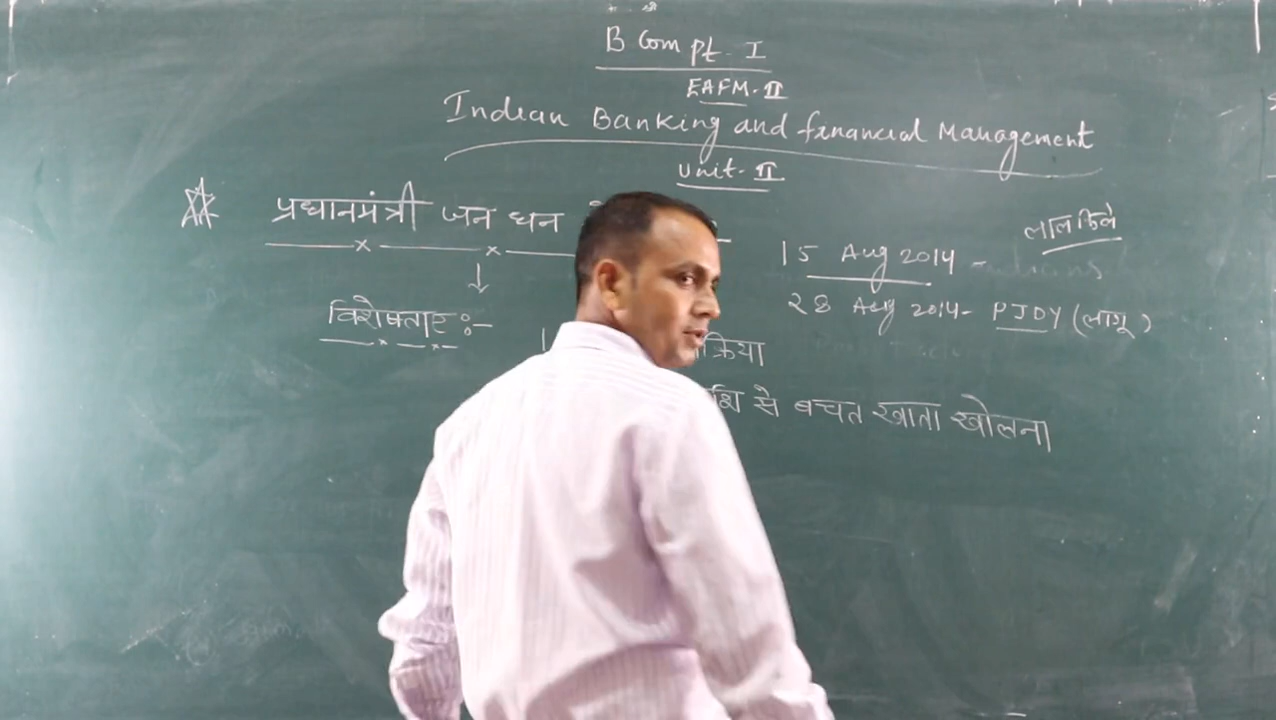 B Com pt. I
EAFM. II
Indian Banking and financial Management
Unit- II
प्रधानमंत्री जन धन
15 Aug 2014 - लाल किले
28 Aug 2014- PJDY (लागू)
विशेषताएः-
क्रिया
से बचत खाता खोलना